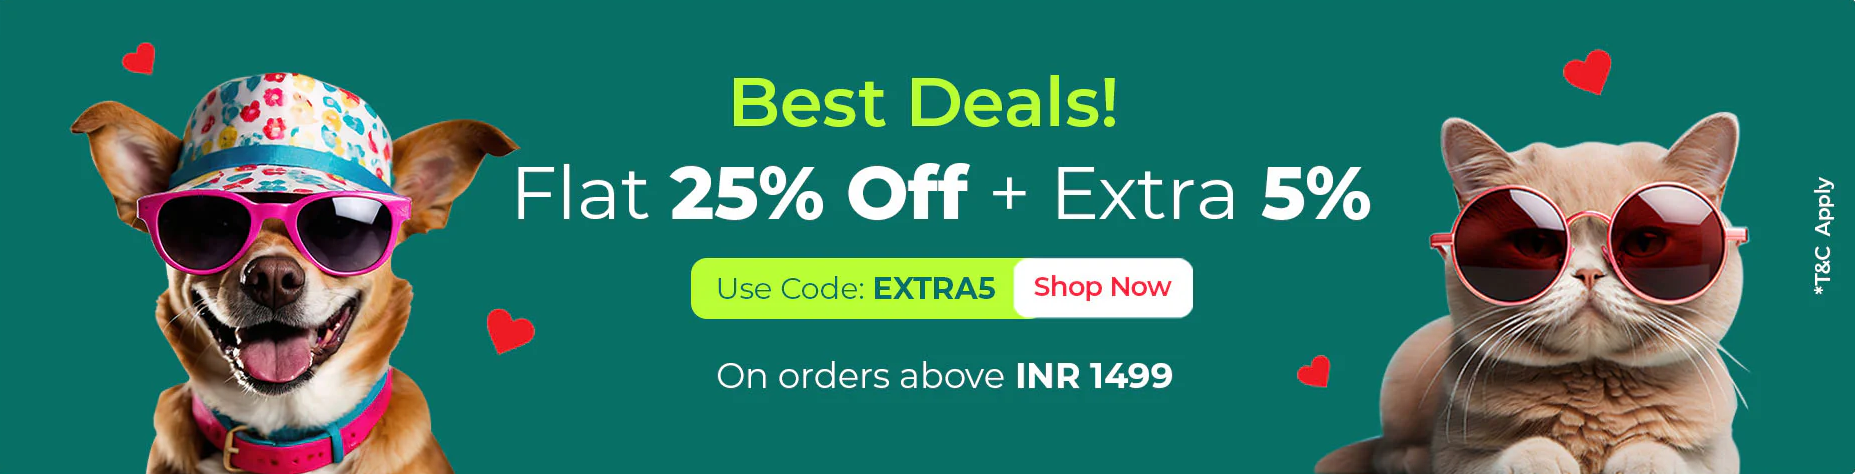 Best Deals!
Flat 25% Off + Extra 5%
Use Code: EXTRA5
Shop Now
On orders above INR 1499
*T&C Apply